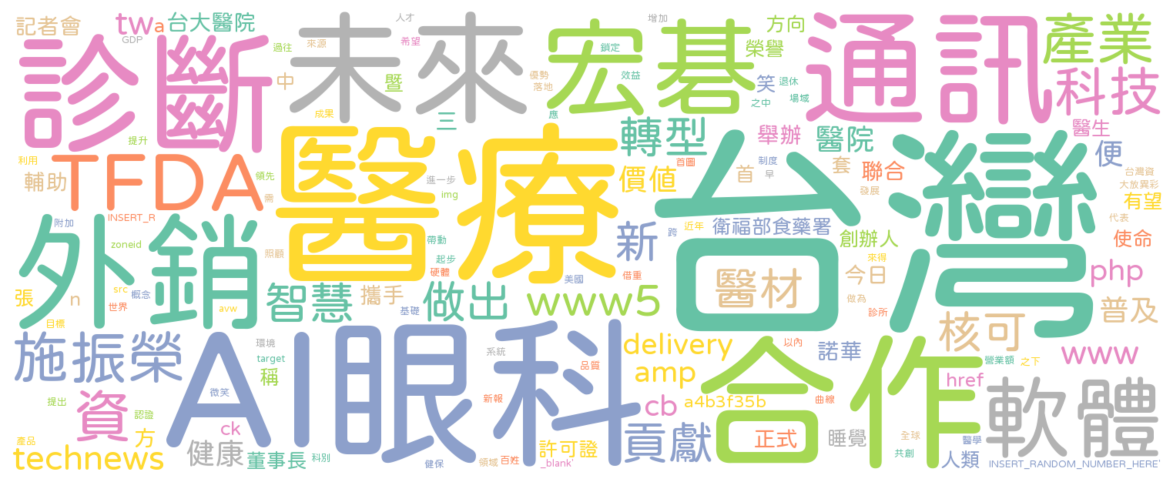 記者會
twa
台大醫院
過往
來源
人才
希望
增加
鎖定
榮譽
方向
產業
GDP
診斷
未來
宏碁
通訊
科技
中
暨
優勢
落地
效益
笑
退休
之中
場域
成果
應
三
提升
轉型
舉辦
醫院
醫生
便
利用
TFDA
醫療
台灣
領先
需
進一步
img
首圖
價值
首
制度
早
套
聯合
發展
台灣資
大放異彩
有望
輔助
附加
INSERT_R
外銷
zoneid
照顧
帶動
起步
硬體
新
跨
近年
衛福部食藥署
創辦人
代表
使命
來得
張
n
src
世界
概念
avw
目標
智慧
攜手
基礎
做出
美國
借重
www5
醫材
今日
做為
診所
php
普及
施振榮
AI
眼科
合作
核可
環境
target
稱
系統
品質
delivery
amp
以內
諾華
營業額
之下
www
href
微笑
資
提出
認證
ck
新報
cb
a4b3f35b
曲線
軟體
方
產品
technews
健康
董事長
科別
健保
領域
百姓
許可證
_blank'
貢獻
正式
睡覺
全球
共創
醫學
人類
INSERT_RANDOM_NUMBER_HERE'